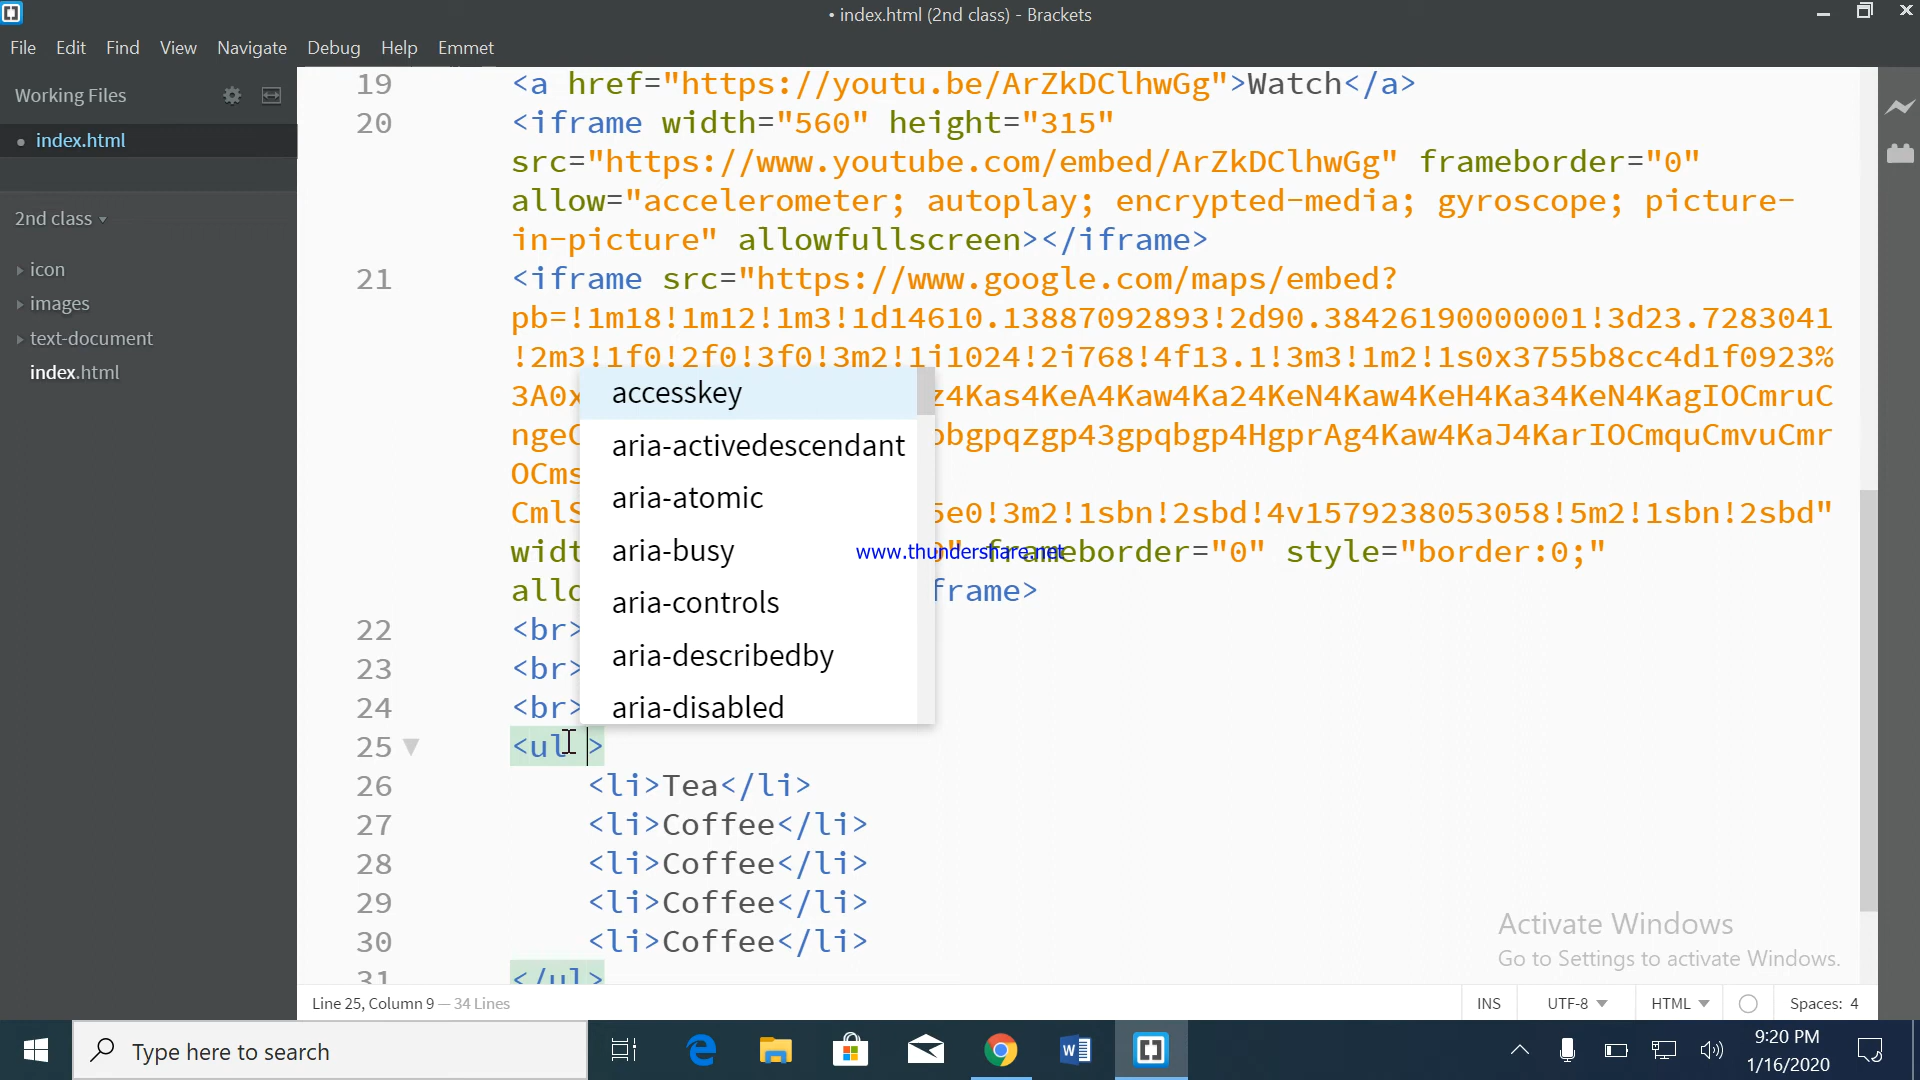 • index.html (2nd class) - Brackets
File Edit Find View Navigate Debug Help Emmet
Working Files
• index.html
2nd class
icon
images
text-document
index.html
19 <a href="https://youtu.be/ArZkDClhwGg">Watch</a>
20 <iframe width="560" height="315"
src="https://www.youtube.com/embed/ArZkDClhwGg" frameborder="0"
allow="accelerometer; autoplay; encrypted-media; gyroscope; picture-
in-picture" allowfullscreen></iframe>
21 <iframe src="https://www.google.com/maps/embed?
pb=!1m18!1m12!1m3!1d14610.13887092893!2d90.38426190000001!3d23.7283041
!2m3!1f0!2f0!3f0!3m2!1i1024!2i768!4f13.1!3m3!1m2!1s0x3755b8cc4d1f0923%
3A0x z4Kas4KeA4Kaw4Ka24KeN4Kaw4KeH4Ka34KeN4KagIOCmruC
nge bgpqzgp43gpqbgp4HgprAg4Kaw4KaJ4KarIOCmquCmvuCmr
OCms
CmlS 5e0!3m2!1sbn!2sbd!4v1579238053058!5m2!1sbn!2sbd"
widt 0" frameborder="0" style="border:0;"
allo frame>
www.thundershare.net
accesskey
aria-activedescendant
aria-atomic
aria-busy
aria-controls
aria-describedby
aria-disabled
22 <br>
23 <br>
24 <br>
25 <ul >
26 <li>Tea</li>
27 <li>Coffee</li>
28 <li>Coffee</li>
29 <li>Coffee</li>
30 <li>Coffee</li>
31 </ul>
Activate Windows
Go to Settings to activate Windows.
Line 25, Column 9 — 34 Lines
INS UTF-8 HTML Spaces: 4
Type here to search
9:20 PM
1/16/2020